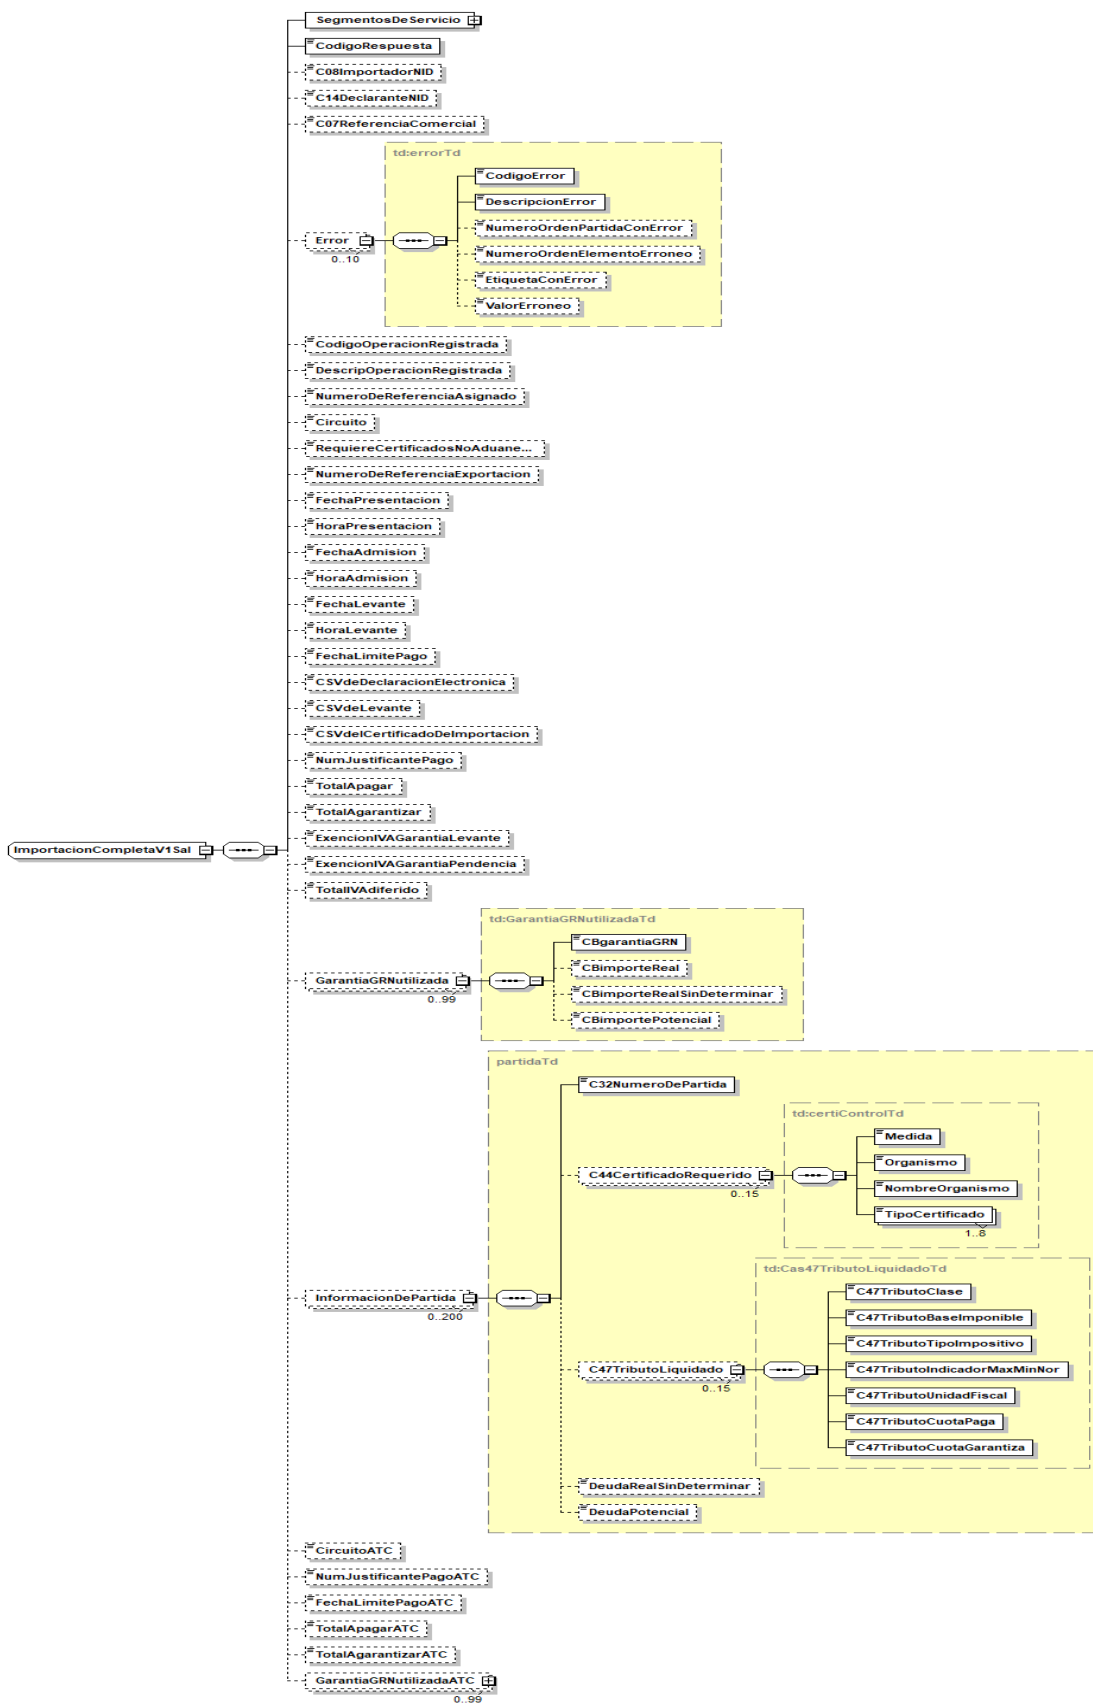 SegmentosDeServicio
CodigoRespuesta
C08ImportadorNID
C14DeclaranteNID
C07ReferenciaComercial
td:errorTd
CodigoError
DescripcionError
NumeroOrdenPartidaConError
NumeroOrdenElementoErroneo
EtiquetaConError
ValorErroneo
Error
0..10
CodigoOperacionRegistrada
DescripOperacionRegistrada
NumeroDeReferenciaAsignado
Circuito
RequiereCertificadosNoAduane...
NumeroDeReferenciaExportacion
FechaPresentacion
HoraPresentacion
FechaAdmision
HoraAdmision
FechaLevante
HoraLevante
FechaLimitePago
CSVdeDeclaracionElectronica
CSVdeLevante
CSVdelCertificadoDeImportacion
NumJustificantePago
TotalApagar
TotalAgarantizar
ExencionIVAGarantiaLevante
ImportacionCompletaV1Sal
ExencionIVAGarantiaPendencia
TotalIVAdiferido
td:GarantiaGRNutilizadaTd
CBgarantiaGRN
CBimporteReal
CBimporteRealSinDeterminar
CBimportePotencial
GarantiaGRNutilizada
0..99
partidaTd
C32NumeroDePartida
td:certiControlTd
Medida
Organismo
NombreOrganismo
TipoCertificado
1..8
C44CertificadoRequerido
0..15
td:Cas47TributoLiquidadoTd
C47TributoClase
C47TributoBaseImponible
C47TributoTipoImpositivo
C47TributoIndicadorMaxMinNor
C47TributoUnidadFiscal
C47TributoCuotaPaga
C47TributoCuotaGarantiza
InformacionDePartida
0..200
C47TributoLiquidado
0..15
DeudaRealSinDeterminar
DeudaPotencial
CircuitoATC
NumJustificantePagoATC
FechaLimitePagoATC
TotalApagarATC
TotalAgarantizarATC
GarantiaGRNutilizadaATC
0..99